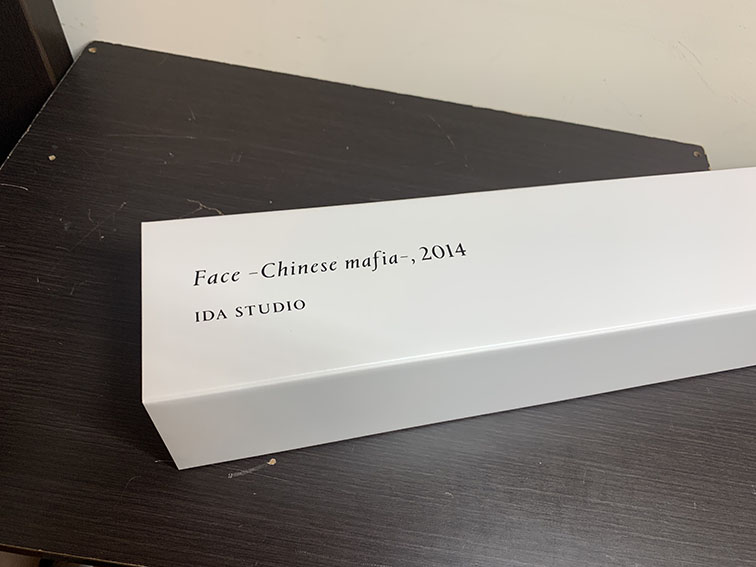 Face –Chinese mafia–, 2014
IDA STUDIO